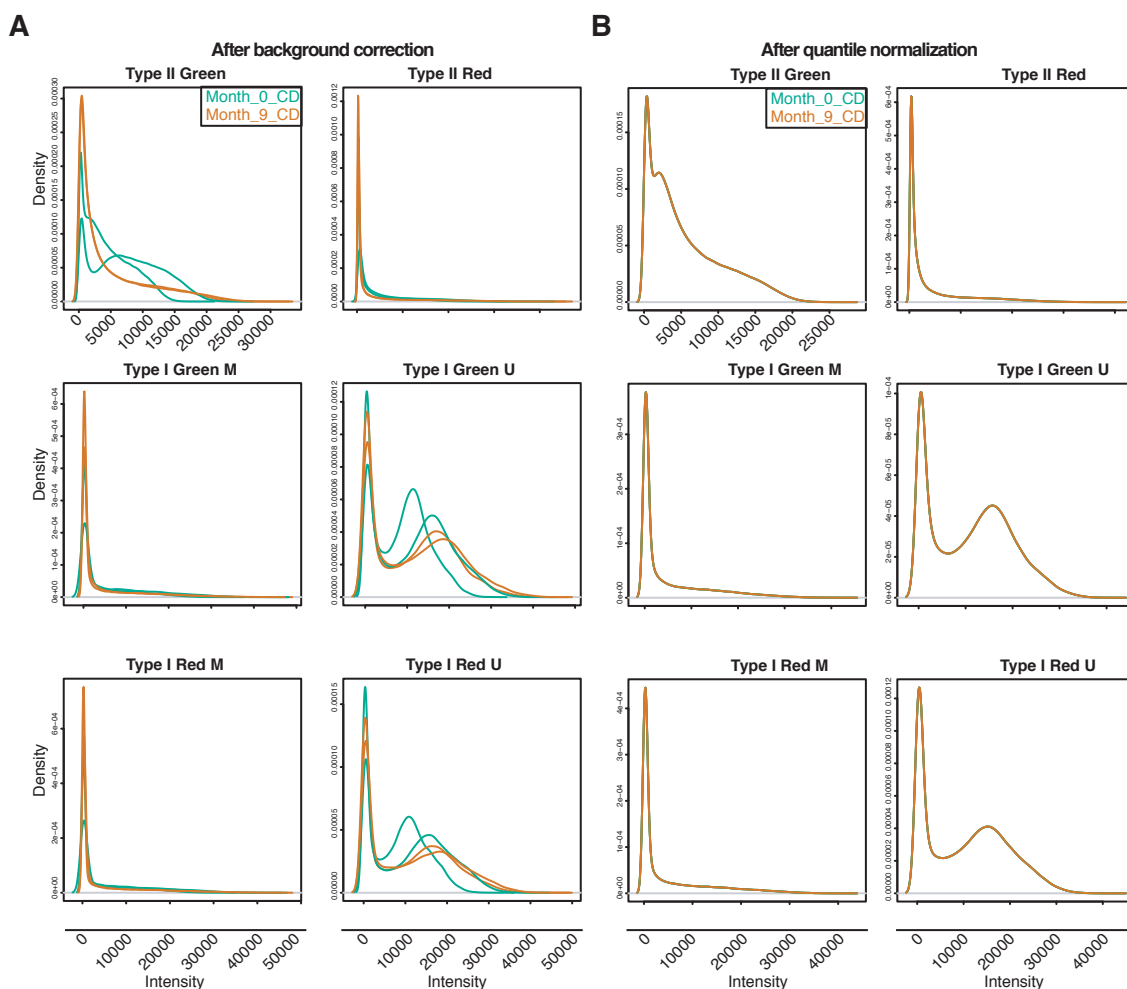 A
B
After background correction
After quantile normalization
Type II Green
Type II Red
Type II Green
Type II Red
Month_0_CD
Month_9_CD
Month_0_CD
Month_9_CD
Density
0.00000
0.00005
0.00010
0.00015
0.00020
0.00025
0.00030
0 5000 10000 15000 20000 25000 30000
0.0000
0.0002
0.0004
0.0006
0.0008
0.0010
0.0012
0.00000
0.00005
0.00010
0.00015
0 5000 10000 15000 20000 25000
0e+00
1e-04
2e-04
3e-04
4e-04
5e-04
6e-04
Type I Green M
Type I Green U
Type I Green M
Type I Green U
Density
0e+00
1e-04
2e-04
3e-04
4e-04
5e-04
6e-04
0.00000
0.00002
0.00004
0.00006
0.00008
0.00010
0.00012
0e+00
1e-04
2e-04
3e-04
0e+00
2e-05
4e-05
6e-05
8e-05
1e-04
Type I Red M
Type I Red U
Type I Red M
Type I Red U
Density
0e+00
2e-04
4e-04
6e-04
0.00000
0.00005
0.00010
0.00015
0e+00
1e-04
2e-04
3e-04
4e-04
0.00000
0.00002
0.00004
0.00006
0.00008
0.00010
0.00012
0 10000 20000 30000 40000 50000
0 10000 20000 30000 40000 50000
0 10000 20000 30000 40000
0 10000 20000 30000 40000
Intensity
Intensity
Intensity
Intensity